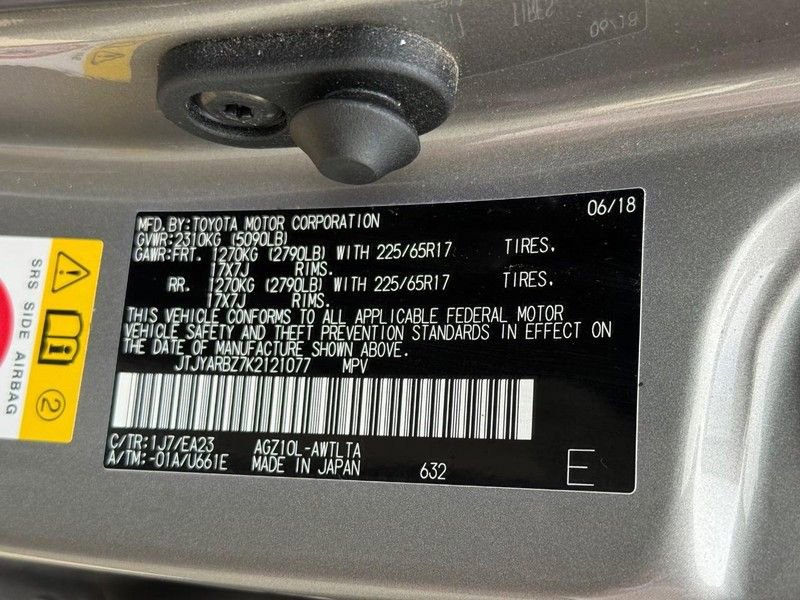 06/18
MFD. BY: TOYOTA MOTOR CORPORATION
GVWR: 2310KG (5090LB)
GAWR: FRT. 1270KG (2790LB) WITH 225/65R17 TIRES,
17X7J RIMS.
RR. 1270KG (2790LB) WITH 225/65R17 TIRES,
17X7J RIMS.
THIS VEHICLE CONFORMS TO ALL APPLICABLE FEDERAL MOTOR
VEHICLE SAFETY AND THEFT PREVENTION STANDARDS IN EFFECT ON
THE DATE OF MANUFACTURE SHOWN ABOVE.
JTJYARBZ7K2121077 MPV
C/TR: 1J7/EA23 AGZ10L-AWTLTA
A/TM: -01A/U661E MADE IN JAPAN 632 E
SRS SIDE AIRBAG
2